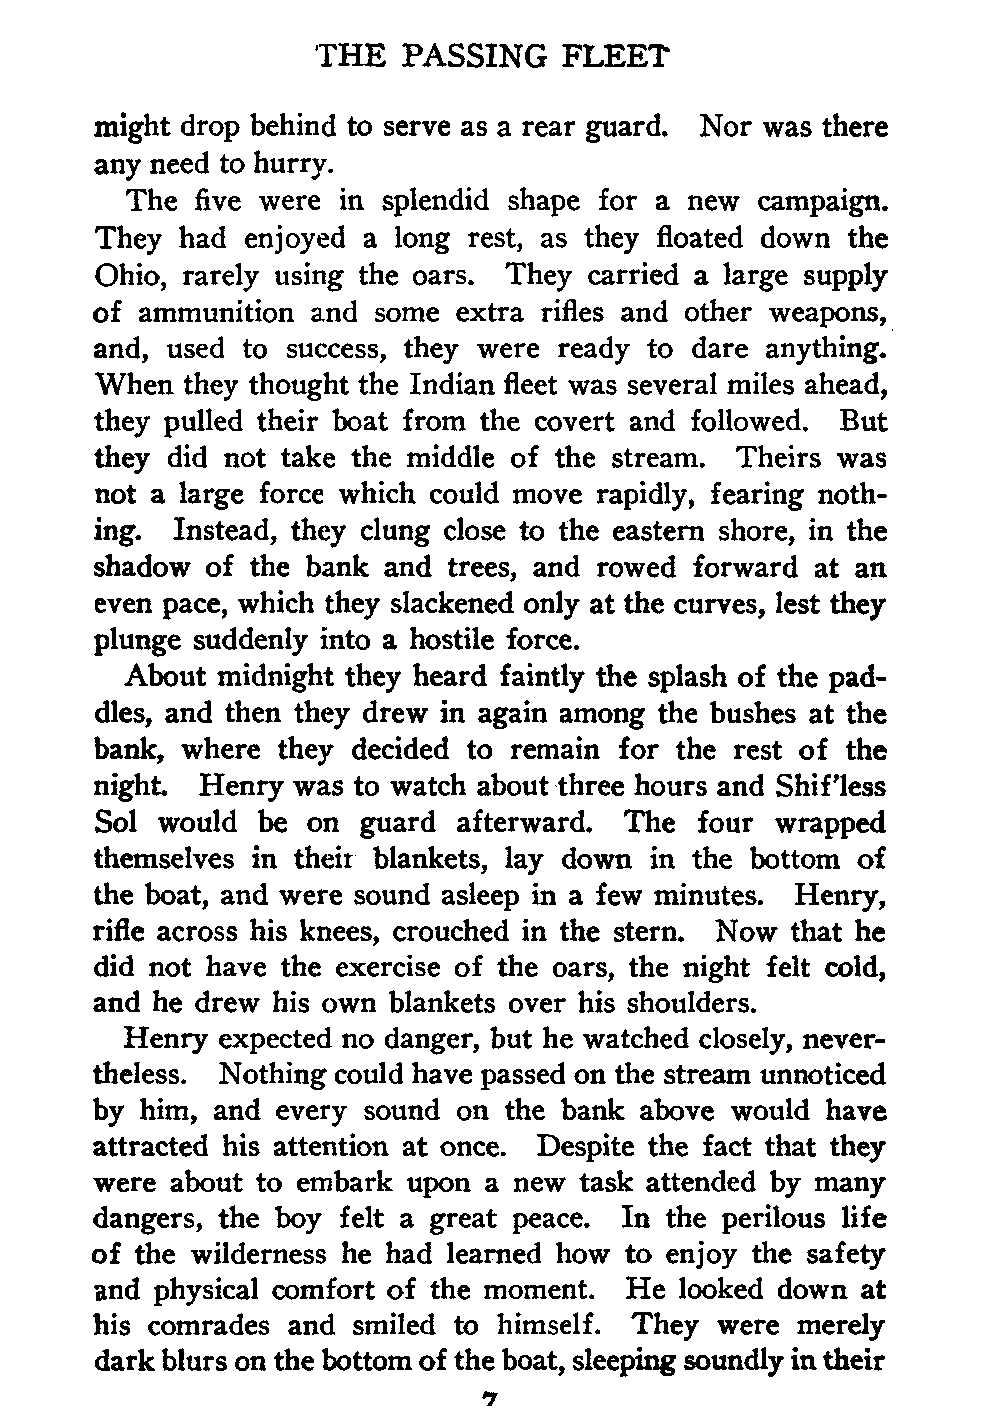 THE PASSING FLEET
might drop behind to serve as a rear guard. Nor was there
any need to hurry.
The five were in splendid shape for a new campaign.
They had enjoyed a long rest, as they floated down the
Ohio, rarely using the oars. They carried a large supply
of ammunition and some extra rifles and other weapons,
and, used to success, they were ready to dare anything.
When they thought the Indian fleet was several miles ahead,
they pulled their boat from the covert and followed. But
they did not take the middle of the stream. Theirs was
not a large force which could move rapidly, fearing noth-
ing. Instead, they clung close to the eastern shore, in the
shadow of the bank and trees, and rowed forward at an
even pace, which they slackened only at the curves, lest they
plunge suddenly into a hostile force.
About midnight they heard faintly the splash of the pad-
dles, and then they drew in again among the bushes at the
bank, where they decided to remain for the rest of the
night. Henry was to watch about three hours and Shif'less
Sol would be on guard afterward. The four wrapped
themselves in their blankets, lay down in the bottom of
the boat, and were sound asleep in a few minutes. Henry,
rifle across his knees, crouched in the stern. Now that he
did not have the exercise of the oars, the night felt cold,
and he drew his own blankets over his shoulders.
Henry expected no danger, but he watched closely, never-
theless. Nothing could have passed on the stream unnoticed
by him, and every sound on the bank above would have
attracted his attention at once. Despite the fact that they
were about to embark upon a new task attended by many
dangers, the boy felt a great peace. In the perilous life
of the wilderness he had learned how to enjoy the safety
and physical comfort of the moment. He looked down at
his comrades and smiled to himself. They were merely
dark blurs on the bottom of the boat, sleeping soundly in their
7